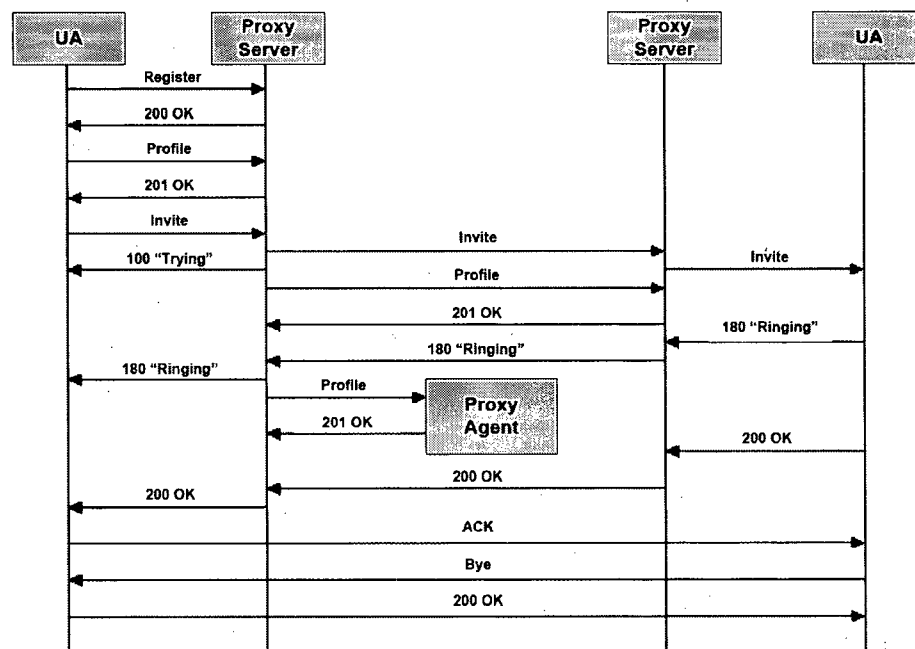 UA
Proxy
Server
Proxy
Server
UA
Register
200 OK
Profile
201 OK
Invite
Invite
100 “Trying”
Invite
Profile
201 OK
180 “Ringing”
180 “Ringing”
180 “Ringing”
Profile
Proxy
Agent
201 OK
200 OK
200 OK
200 OK
ACK
Bye
200 OK